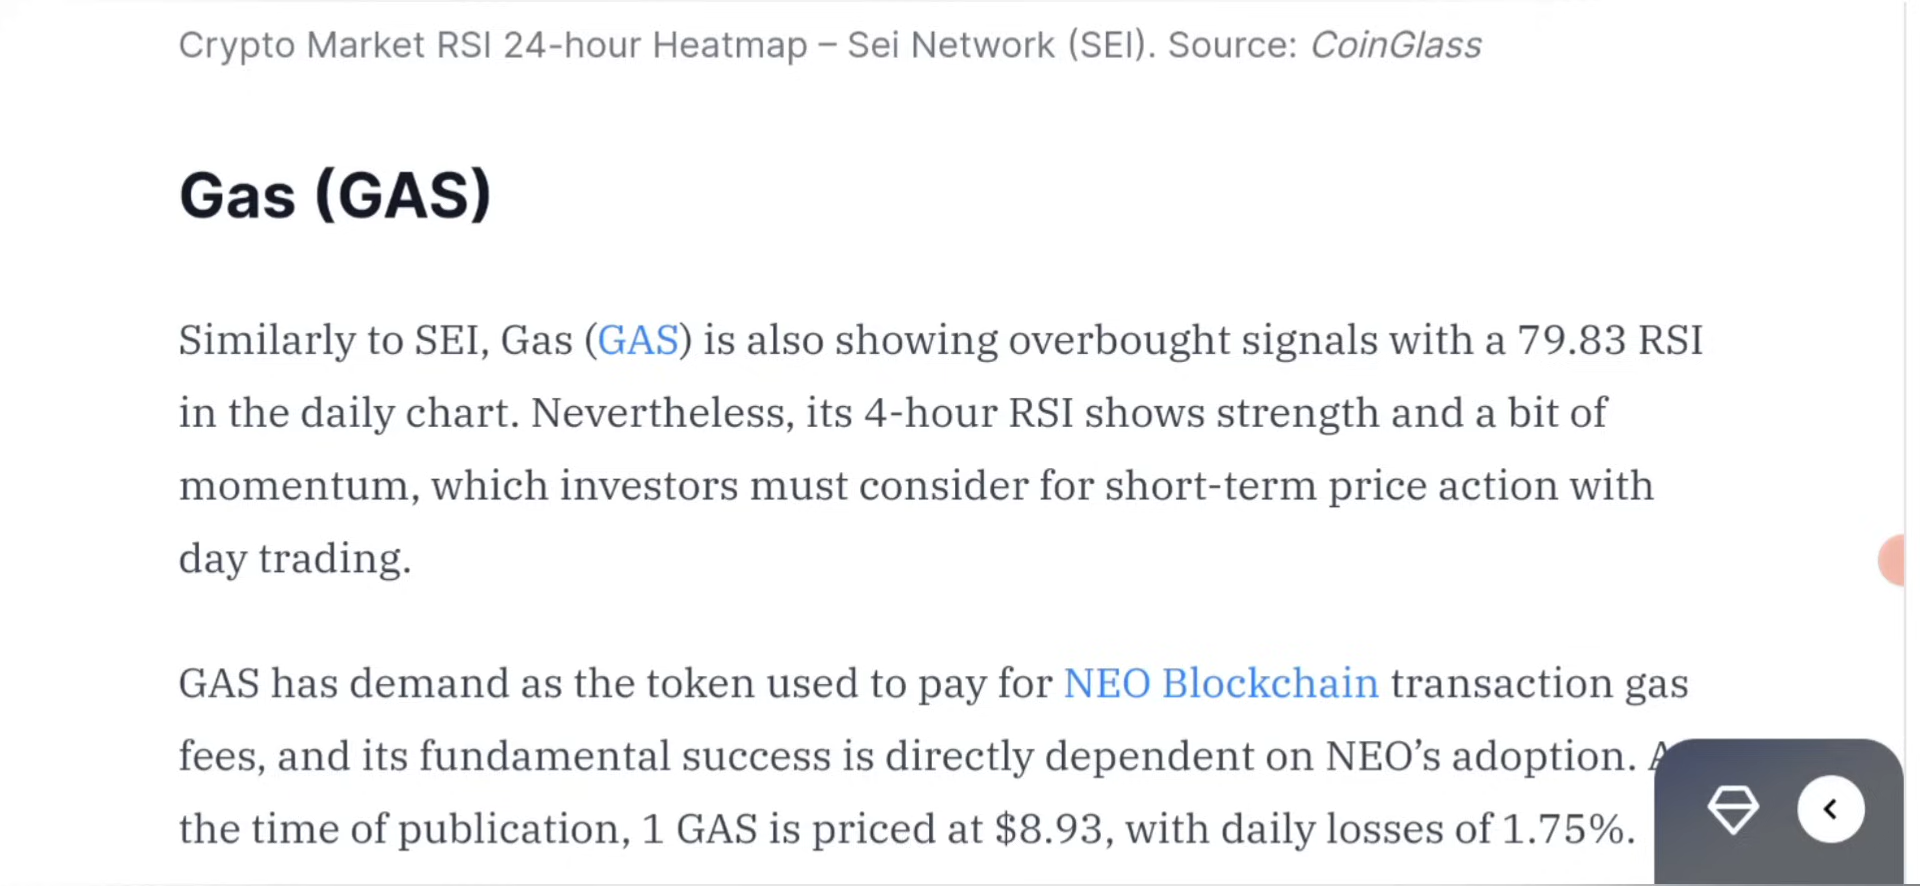 Crypto Market RSI 24-hour Heatmap – Sei Network (SEI). Source: CoinGlass
Gas (GAS)
Similarly to SEI, Gas (GAS) is also showing overbought signals with a 79.83 RSI
in the daily chart. Nevertheless, its 4-hour RSI shows strength and a bit of
momentum, which investors must consider for short-term price action with
day trading.
GAS has demand as the token used to pay for NEO Blockchain transaction gas
fees, and its fundamental success is directly dependent on NEO’s adoption.
the time of publication, 1 GAS is priced at $8.93, with daily losses of 1.75%.